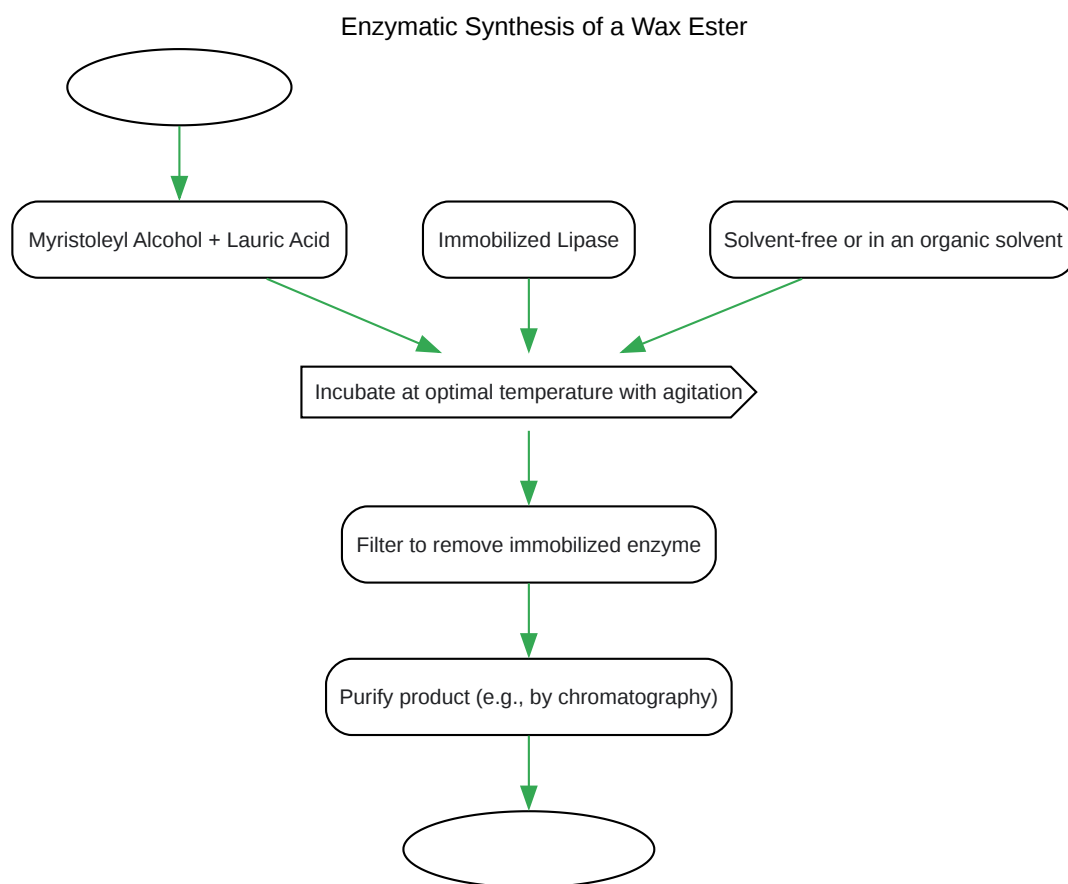 Enzymatic Synthesis of a Wax Ester
Myristoleyl Alcohol + Lauric Acid
Immobilized Lipase
Solvent-free or in an organic solvent
Incubate at optimal temperature with agitation
Filter to remove immobilized enzyme
Purify product (e.g., by chromatography)